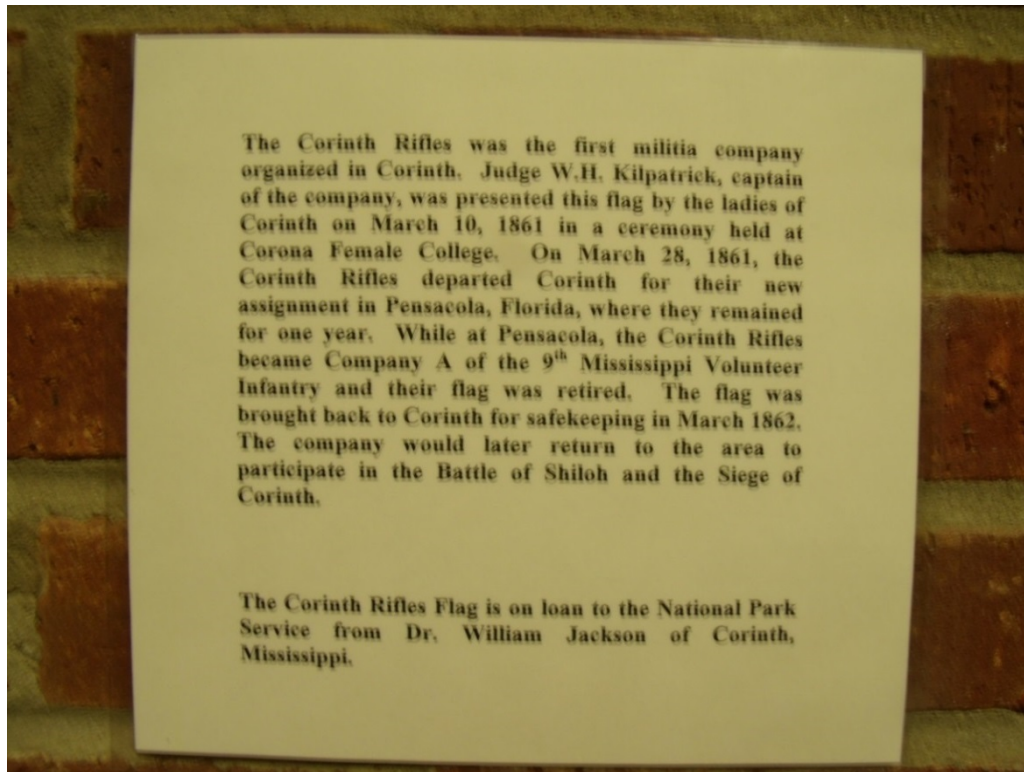 The Corinth Rifles was the first militia company
organized in Corinth. Judge W.H. Kilpatrick, captain
of the company, was presented this flag by the ladies of
Corinth on March 10, 1861 in a ceremony held at
Corona Female College. On March 28, 1861, the
Corinth Rifles departed Corinth for their new
assignment in Pensacola, Florida, where they remained
for one year. While at Pensacola, the Corinth Rifles
became Company A of the 9th Mississippi Volunteer
Infantry and their flag was retired. The flag was
brought back to Corinth for safekeeping in March 1862.
The company would later return to the area to
participate in the Battle of Shiloh and the Siege of
Corinth.
The Corinth Rifles Flag is on loan to the National Park
Service from Dr. William Jackson of Corinth,
Mississippi.